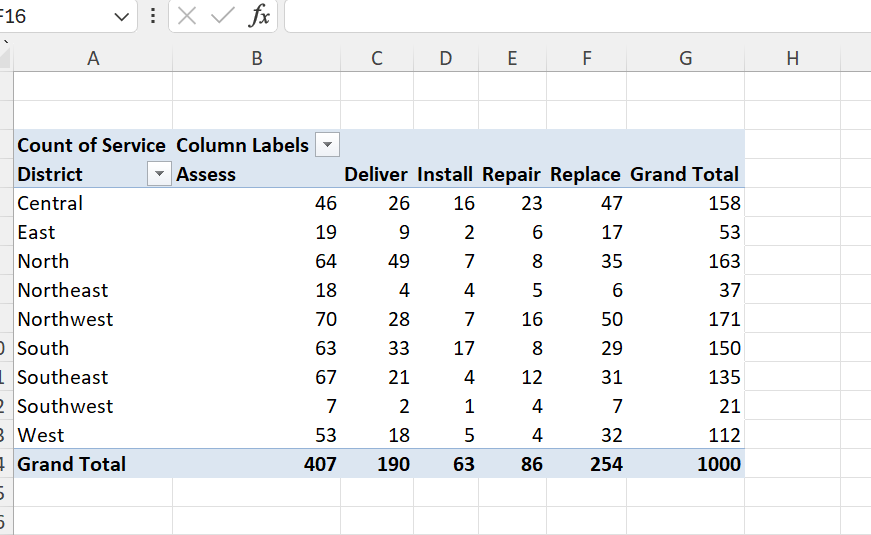 F16 fx
A B C D E F G H
Count of Service Column Labels
District Assess Deliver Install Repair Replace Grand Total
Central 46 26 16 23 47 158
East 19 9 2 6 17 53
North 64 49 7 8 35 163
Northeast 18 4 4 5 6 37
Northwest 70 28 7 16 50 171
South 63 33 17 8 29 150
Southeast 67 21 4 12 31 135
Southwest 7 2 1 4 7 21
West 53 18 5 4 32 112
Grand Total 407 190 63 86 254 1000